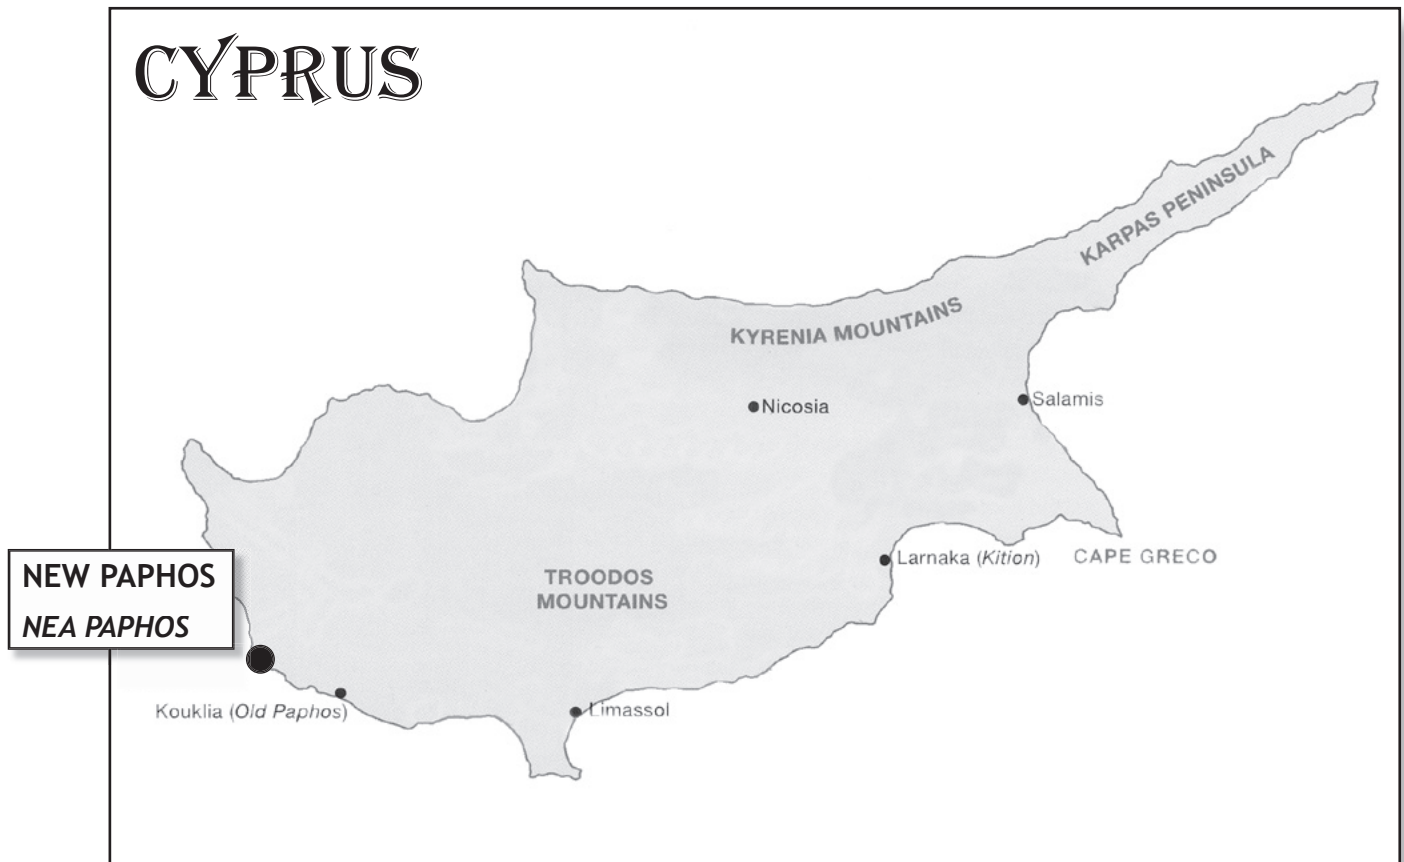 CYPRUS
KARPAS PENINSULA
KYRENIA MOUNTAINS
Nicosia
Salamis
Larnaka (Kition)
CAPE GRECO
NEW PAPHOS
NEA PAPHOS
TROODOS
MOUNTAINS
Kouklia (Old Paphos)
Limassol